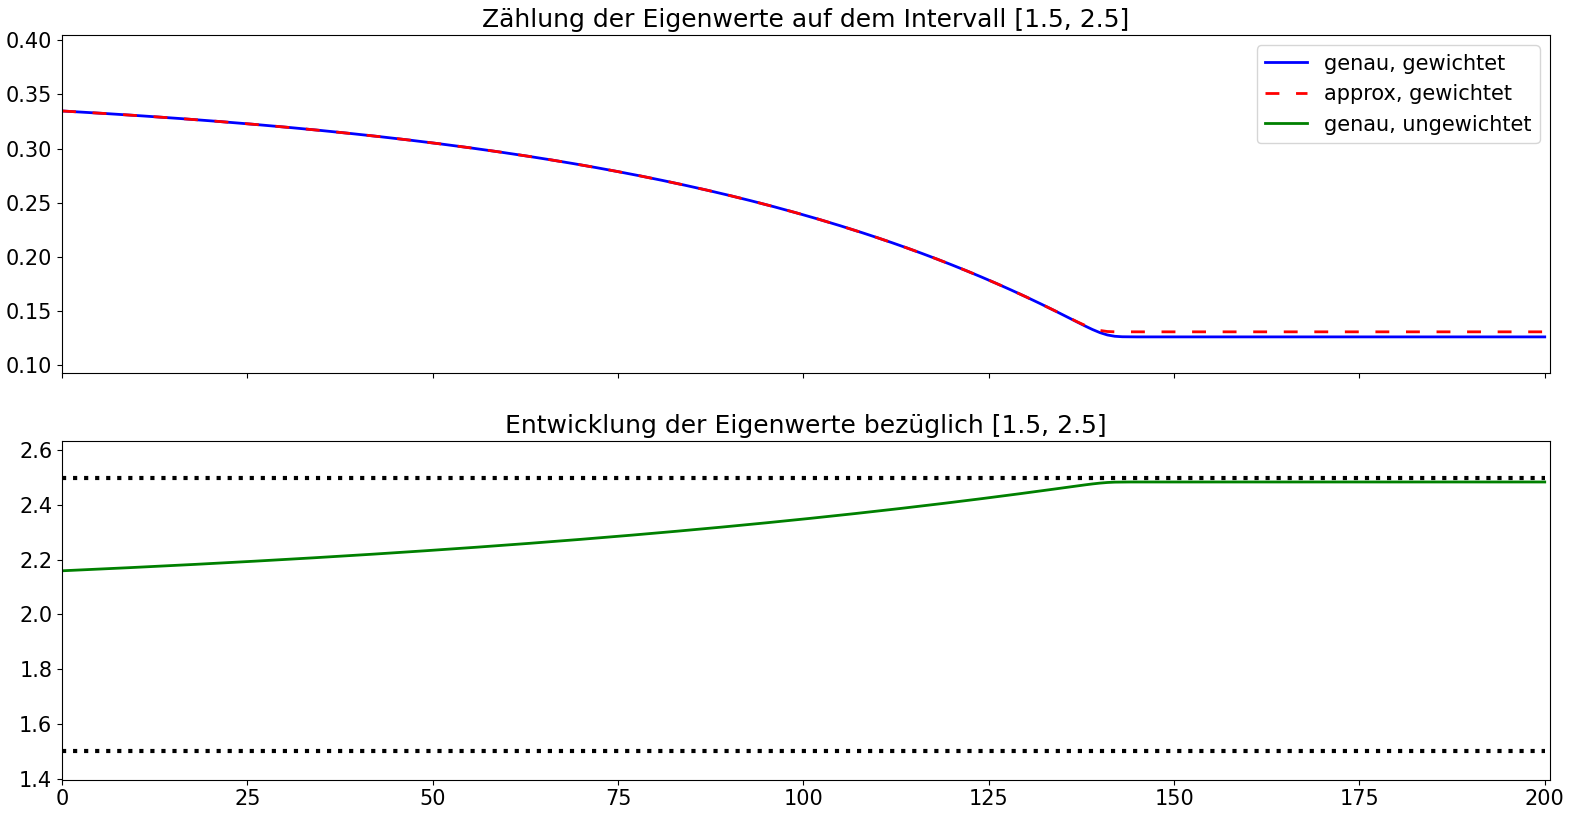 Zählung der Eigenwerte auf dem Intervall [1.5, 2.5]
0.40
0.35
0.30
0.25
0.20
0.15
0.10
genau, gewichtet
approx, gewichtet
genau, ungewichtet
Entwicklung der Eigenwerte bezüglich [1.5, 2.5]
2.6
2.4
2.2
2.0
1.8
1.6
1.4
0 25 50 75 100 125 150 175 200